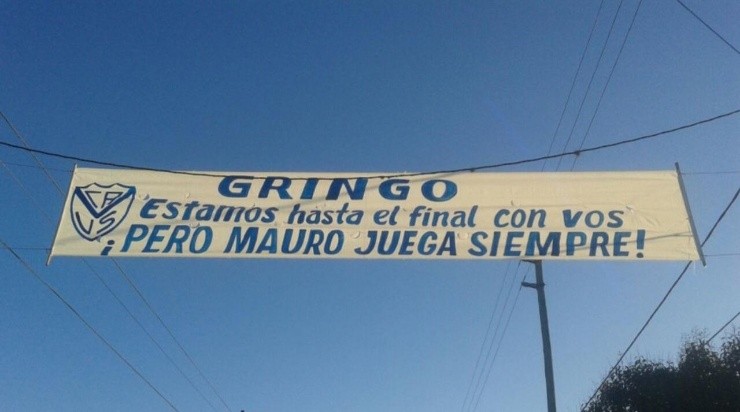 GRINGO
Estamos hasta el final con vos
¡PERO MAURO JUEGA SIEMPRE!